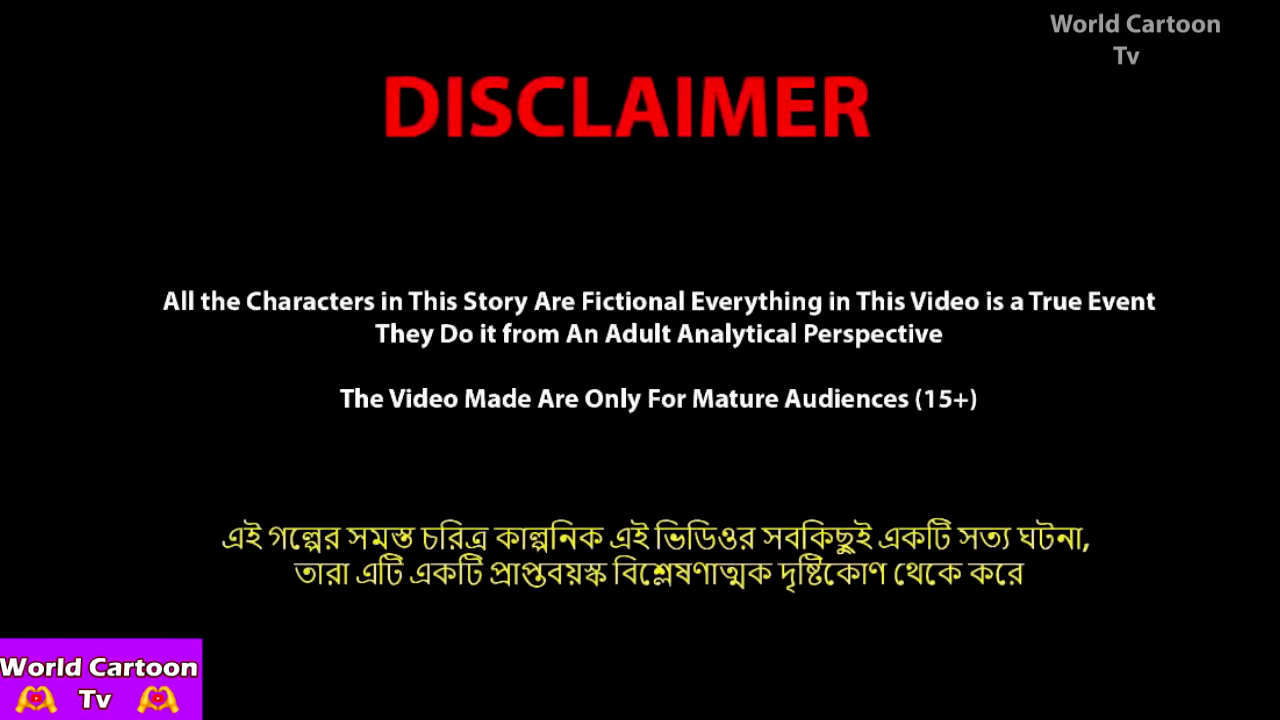 World Cartoon
Tv
DISCLAIMER
All the Characters in This Story Are Fictional Everything in This Video is a True Event
They Do it from An Adult Analytical Perspective
The Video Made Are Only For Mature Audiences (15+)
এই গল্পের সমস্ত চরিত্র কাল্পনিক এই ভিডিওর সবকিছুই একটি সত্য ঘটনা,
তারা এটি একটি প্রাপ্তবয়স্ক বিশ্লেষণাত্মক দৃষ্টিকোণ থেকে করে
World Cartoon
Tv